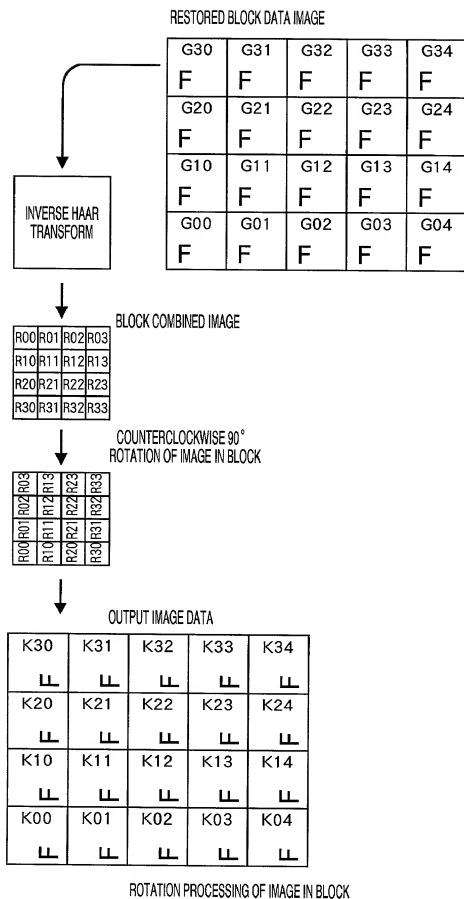 RESTORED BLOCK DATA IMAGE
G30 G31 G32 G33 G34
F F F F F
G20 G21 G22 G23 G24
F F F F F
G10 G11 G12 G13 G14
F F F F F
G00 G01 G02 G03 G04
F F F F F
INVERSE HAAR
TRANSFORM
BLOCK COMBINED IMAGE
R00 R01 R02 R03
R10 R11 R12 R13
R20 R21 R22 R23
R30 R31 R32 R33
COUNTERCLOCKWISE 90°
ROTATION OF IMAGE IN BLOCK
R03 R13 R23 R33
R02 R12 R22 R32
R01 R11 R21 R31
R00 R10 R20 R30
OUTPUT IMAGE DATA
K30 K31 K32 K33 K34
F F F F F
K20 K21 K22 K23 K24
F F F F F
K10 K11 K12 K13 K14
F F F F F
K00 K01 K02 K03 K04
F F F F F
ROTATION PROCESSING OF IMAGE IN BLOCK